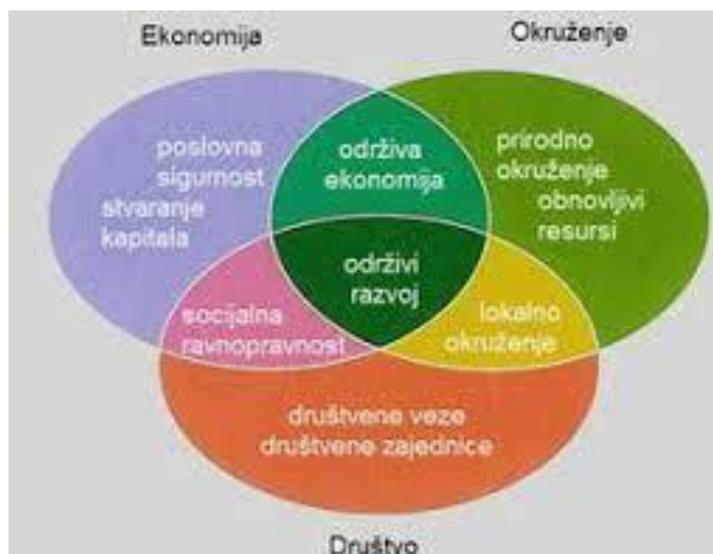 Ekonomija
Okruženje
poslovna
sigurnost
stvaranje
kapitala
održiva
ekonomija
prirodno
okruženje
obnovljivi
resursi
održivi
razvoj
socijalna
ravnopravnost
lokalno
okruženje
društvene veze
društvene zajednice
Društvo